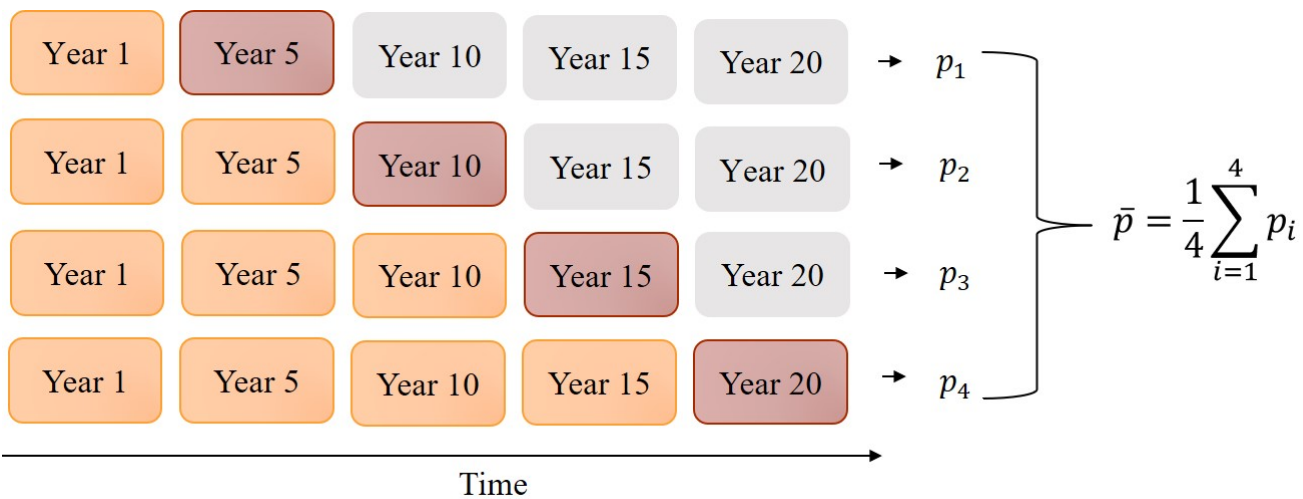 Year 1 Year 5 Year 10 Year 15 Year 20 → p₁
Year 1 Year 5 Year 10 Year 15 Year 20 → p₂
Year 1 Year 5 Year 10 Year 15 Year 20 → p₃
Year 1 Year 5 Year 10 Year 15 Year 20 → p₄
p̄ = 1/4 ∑_{i=1}^{4} pᵢ
Time